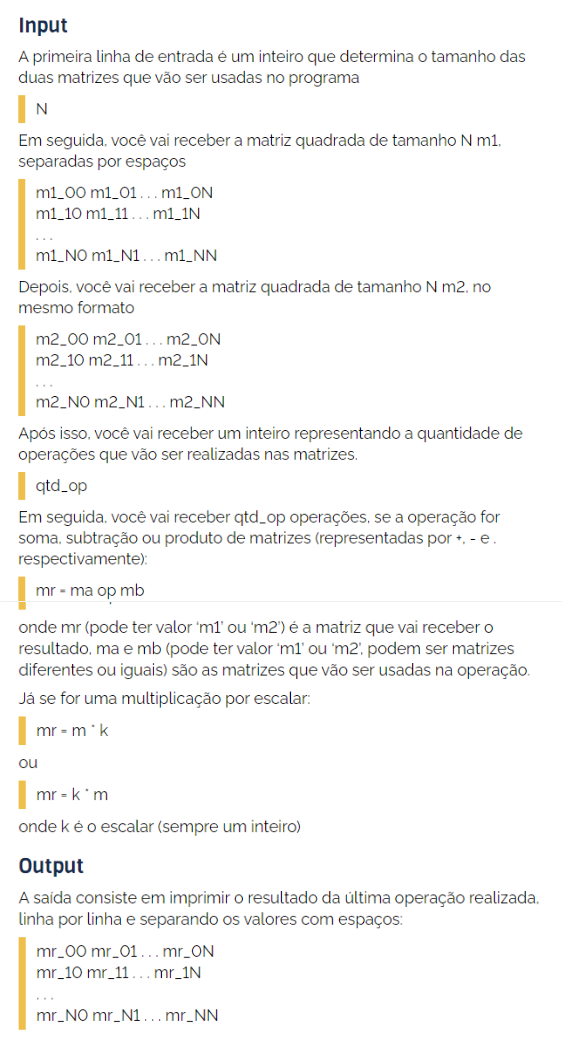 Input
A primeira linha de entrada é um inteiro que determina o tamanho das
duas matrizes que vão ser usadas no programa
N
Em seguida, você vai receber a matriz quadrada de tamanho N m1,
separadas por espaços
m1_00 m1_01 . . . m1_0N
m1_10 m1_11 . . . m1_1N
. . .
m1_N0 m1_N1 . . . m1_NN
Depois, você vai receber a matriz quadrada de tamanho N m2, no
mesmo formato
m2_00 m2_01 . . . m2_0N
m2_10 m2_11 . . . m2_1N
. . .
m2_N0 m2_N1 . . . m2_NN
Após isso, você vai receber um inteiro representando a quantidade de
operações que vão ser realizadas nas matrizes.
qtd_op
Em seguida, você vai receber qtd_op operações, se a operação for
soma, subtração ou produto de matrizes (representadas por +, - e .
respectivamente):
mr = ma op mb
onde mr (pode ter valor ‘m1’ ou ‘m2’) é a matriz que vai receber o
resultado, ma e mb (pode ter valor ‘m1’ ou ‘m2’, podem ser matrizes
diferentes ou iguais) são as matrizes que vão ser usadas na operação.
Já se for uma multiplicação por escalar:
mr = m * k
ou
mr = k * m
onde k é o escalar (sempre um inteiro)
Output
A saída consiste em imprimir o resultado da última operação realizada,
linha por linha e separando os valores com espaços:
mr_00 mr_01 . . . mr_0N
mr_10 mr_11 . . . mr_1N
. . .
mr_N0 mr_N1 . . . mr_NN